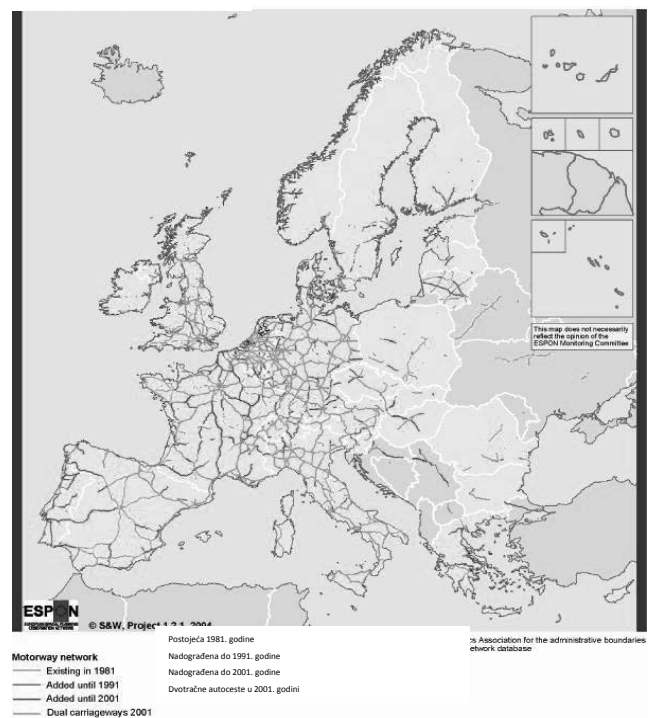 This map does not necessarily
reflect the opinion of the
ESPON Monitoring Committee
ESPON
© S&W, Project 1.2.1, 2004
Postojeća 1981. godine
Nadograđena do 1991. godine
Nadograđena do 2001. godine
Dvotračne autoceste u 2001. godini
cs Association for the administrative boundaries
etwork database
Motorway network
Existing in 1981
Added until 1991
Added until 2001
Dual carriageways 2001